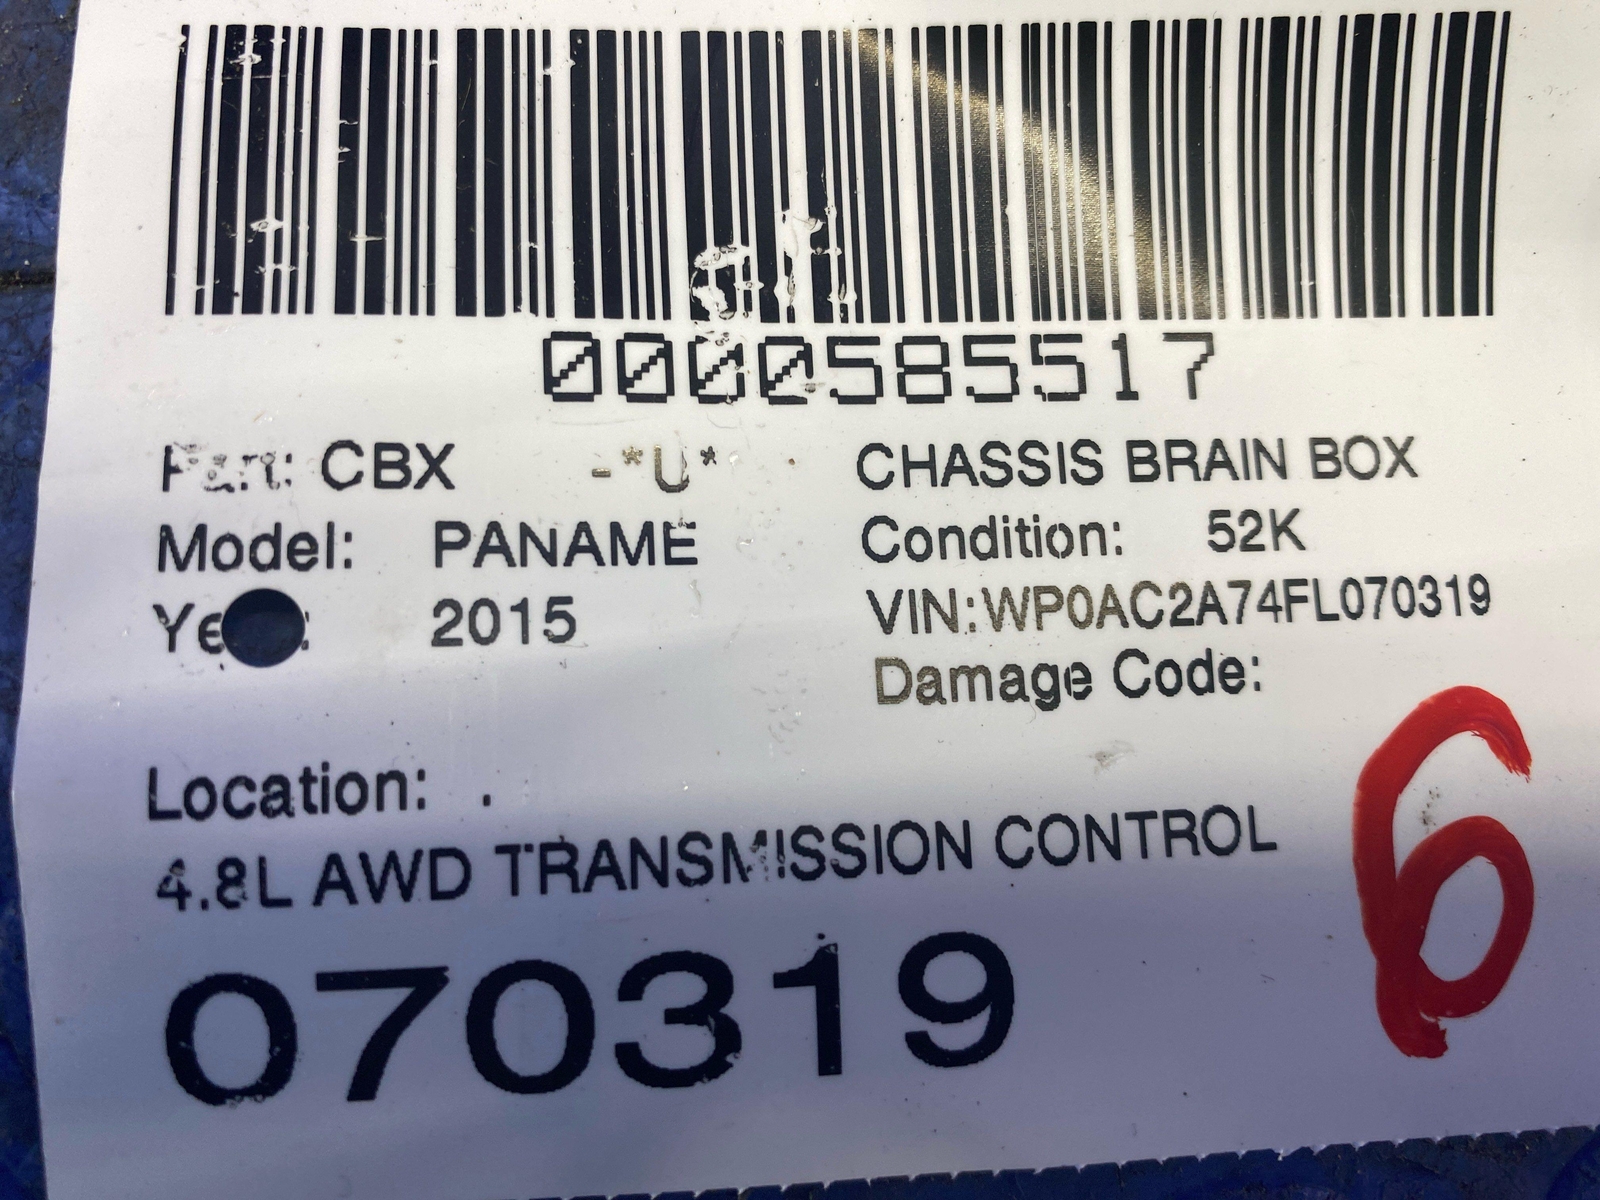 0000585517
Part: CBX -*U* CHASSIS BRAIN BOX
Model: PANAME Condition: 52K
Year: 2015 VIN:WP0AC2A74FL070319
Damage Code:
Location: .
4.8L AWD TRANSMISSION CONTROL
070319
6